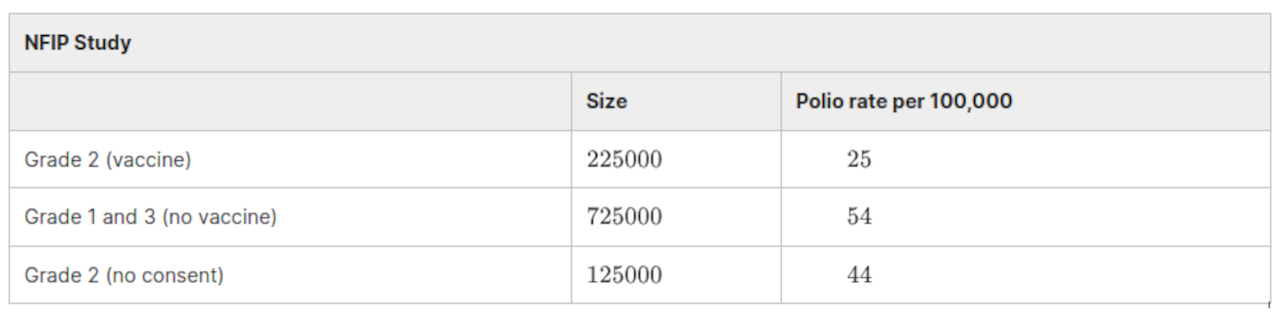 NFIP Study
Size Polio rate per 100,000
Grade 2 (vaccine) 225000 25
Grade 1 and 3 (no vaccine) 725000 54
Grade 2 (no consent) 125000 44